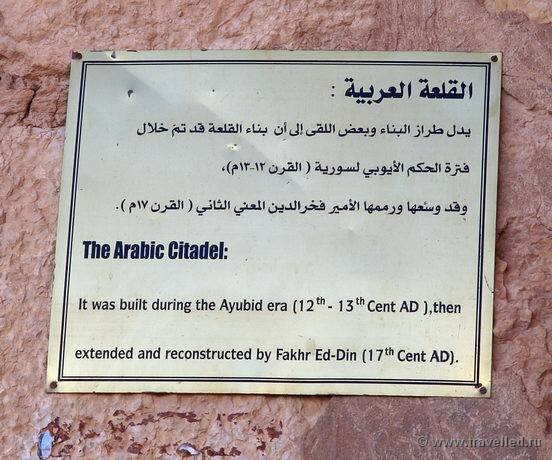 القلعة العربية :
يدل طراز البناء وبعض اللقى إلى أن بناء القلعة قد تمّ خلال
فترة الحكم الأيوبي لسورية ( القرن ١٢-١٣م)،
وقد وسّعها ورممها الأمير فخرالدين المعني الثاني ( القرن ١٧م ).
The Arabic Citadel:
It was built during the Ayubid era (12th - 13th Cent AD ),then
extended and reconstructed by Fakhr Ed-Din (17th Cent AD).
© www.travelled.ru